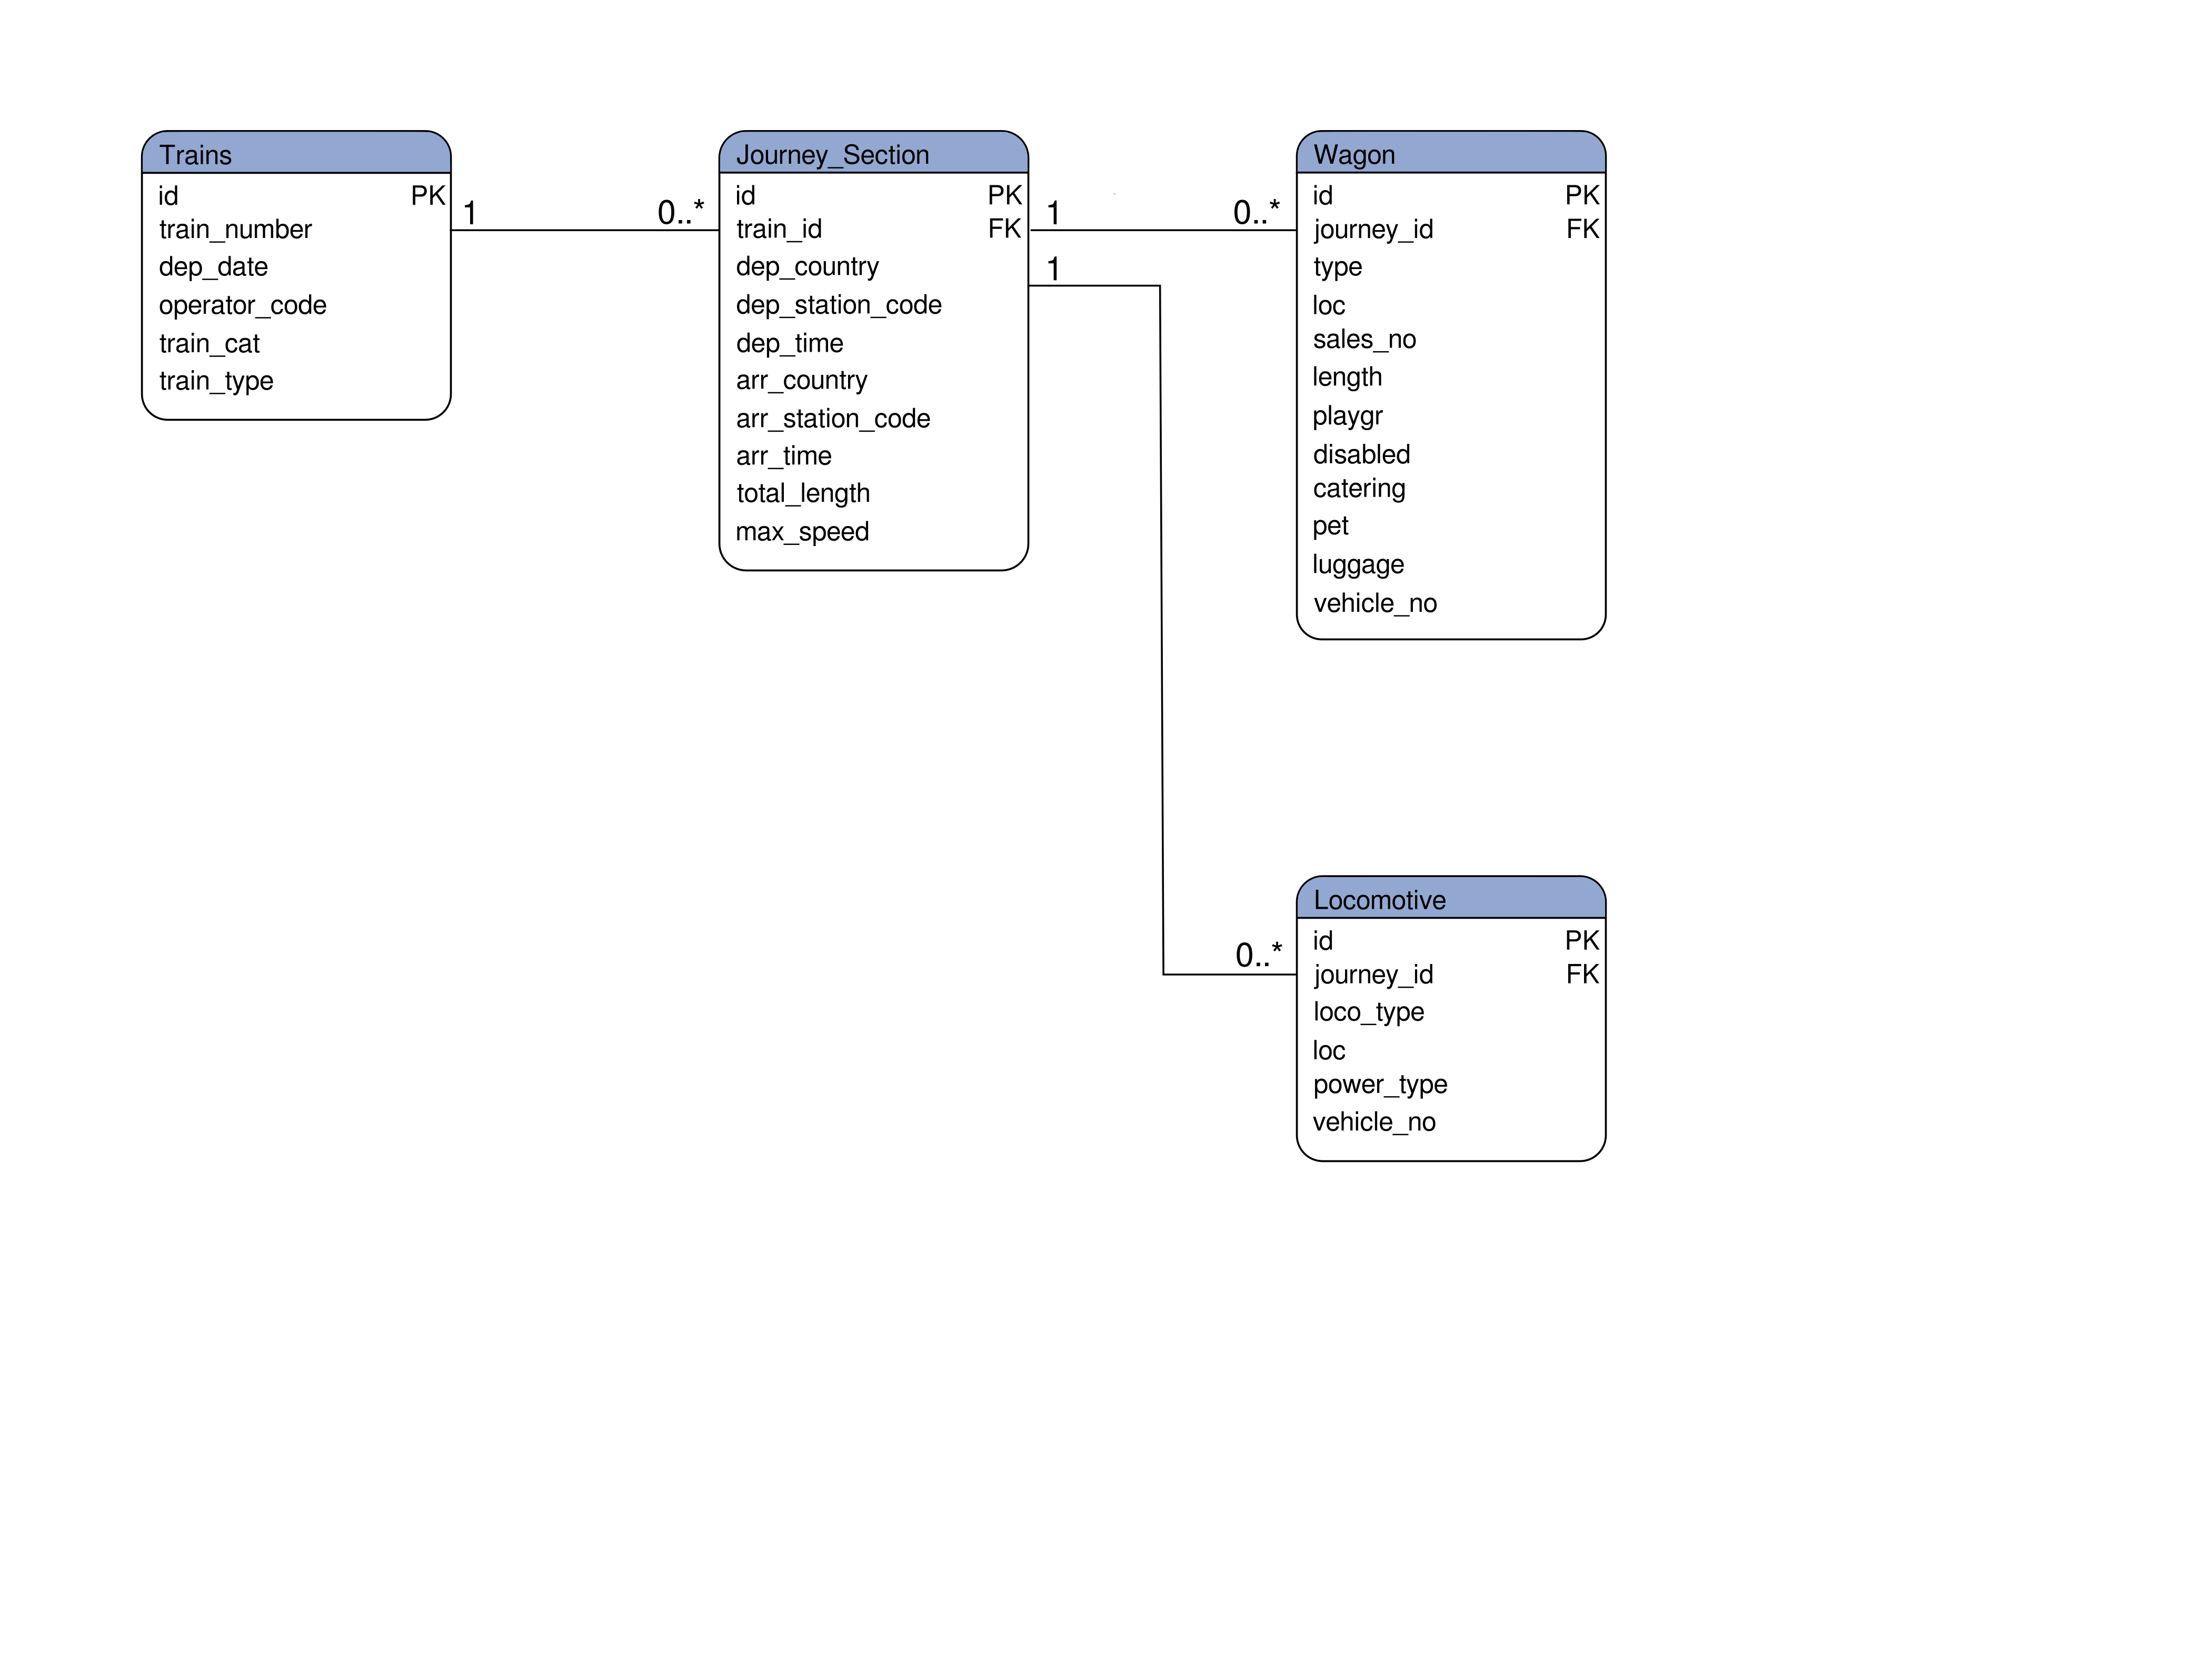 Trains
id PK
train_number
dep_date
operator_code
train_cat
train_type
1 0..*
Journey_Section
id PK
train_id FK
dep_country
dep_station_code
dep_time
arr_country
arr_station_code
arr_time
total_length
max_speed
1 0..*
1
0..*
Wagon
id PK
journey_id FK
type
loc
sales_no
length
playgr
disabled
catering
pet
luggage
vehicle_no
Locomotive
id PK
journey_id FK
loco_type
loc
power_type
vehicle_no